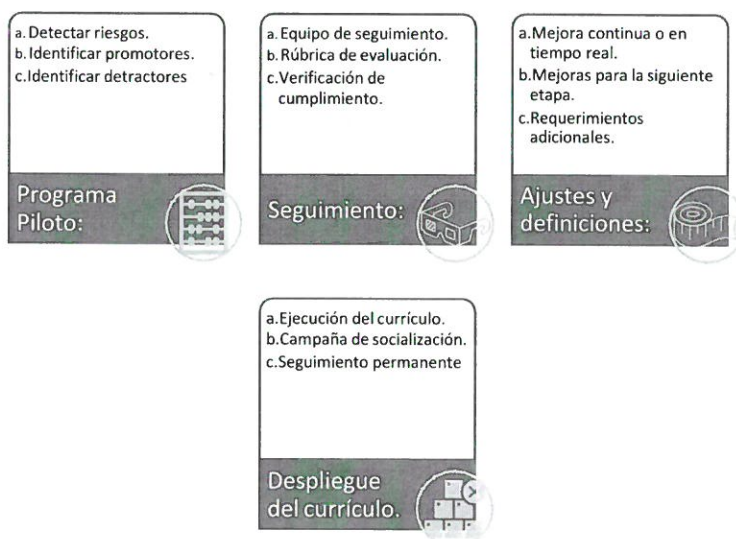 a. Detectar riesgos.
b. Identificar promotores.
c.Identificar detractores
Programa
Piloto:
a. Equipo de seguimiento.
b. Rúbrica de evaluación.
c.Verificación de
cumplimiento.
Seguimiento:
a.Mejora continua o en
tiempo real.
b.Mejoras para la siguiente
etapa.
c.Requerimientos
adicionales.
Ajustes y
definiciones:
a.Ejecución del currículo.
b.Campaña de socialización.
c.Seguimiento permanente
Despliegue
del currículo.